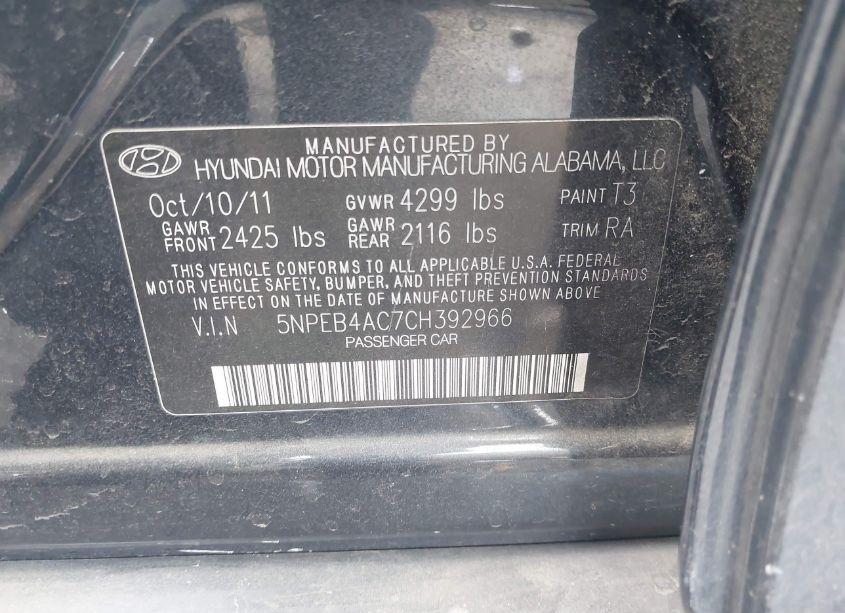 MANUFACTURED BY
HYUNDAI MOTOR MANUFACTURING ALABAMA, LLC
Oct/10/11 GVWR 4299 lbs PAINT T3
GAWR FRONT 2425 lbs GAWR REAR 2116 lbs TRIM RA
THIS VEHICLE CONFORMS TO ALL APPLICABLE U.S.A. FEDERAL
MOTOR VEHICLE SAFETY, BUMPER, AND THEFT PREVENTION STANDARDS
IN EFFECT ON THE DATE OF MANUFACTURE SHOWN ABOVE
V.I.N 5NPEB4AC7CH392966
PASSENGER CAR